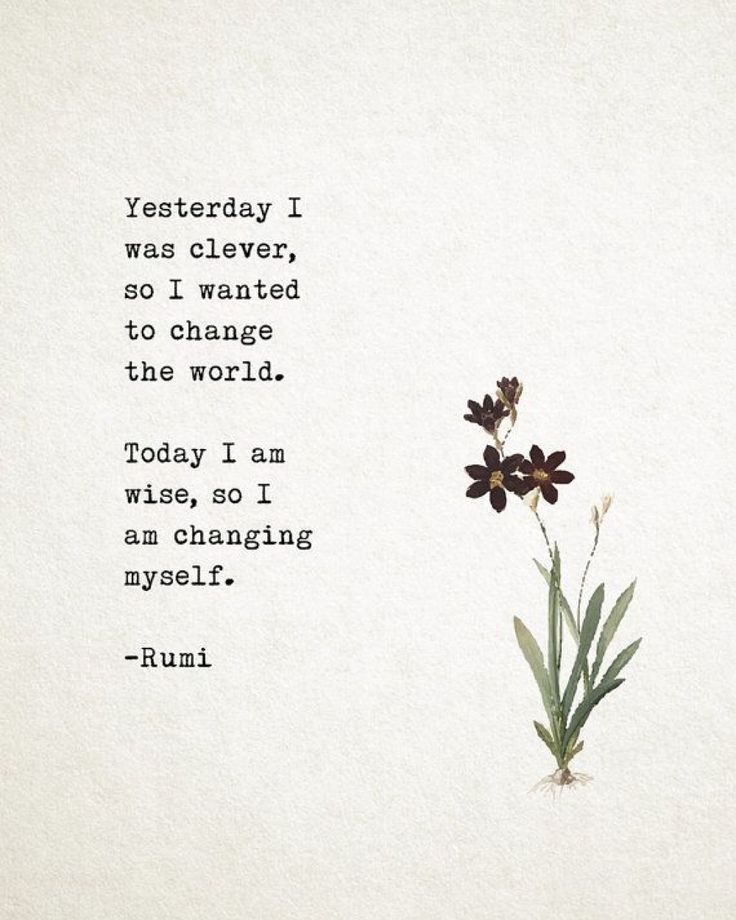 Yesterday I
was clever,
so I wanted
to change
the world.
Today I am
wise, so I
am changing
myself.
-Rumi